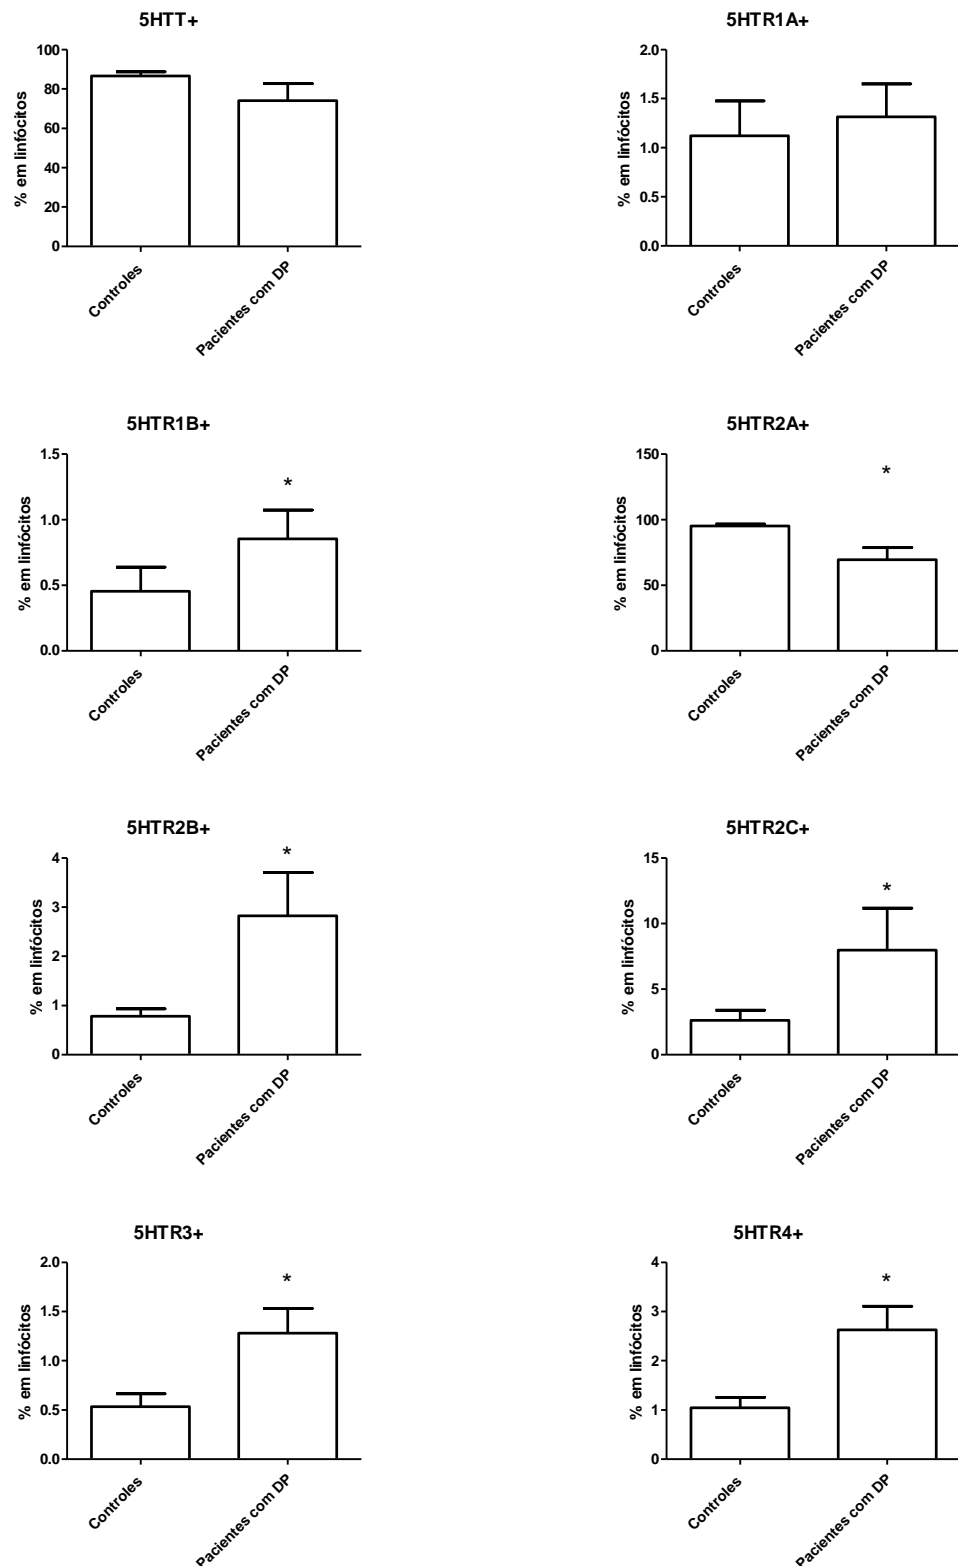 5HTT+
% em linfócitos
100
80
60
40
20
0
Controles
Pacientes com DP
5HTR1A+
% em linfócitos
2.0
1.5
1.0
0.5
0.0
Controles
Pacientes com DP
5HTR1B+
% em linfócitos
1.5
1.0
0.5
0.0
*
Controles
Pacientes com DP
5HTR2A+
% em linfócitos
150
100
50
0
*
Controles
Pacientes com DP
5HTR2B+
% em linfócitos
4
3
2
1
0
*
Controles
Pacientes com DP
5HTR2C+
% em linfócitos
15
10
5
0
*
Controles
Pacientes com DP
5HTR3+
% em linfócitos
2.0
1.5
1.0
0.5
0.0
*
Controles
Pacientes com DP
5HTR4+
% em linfócitos
4
3
2
1
0
*
Controles
Pacientes com DP